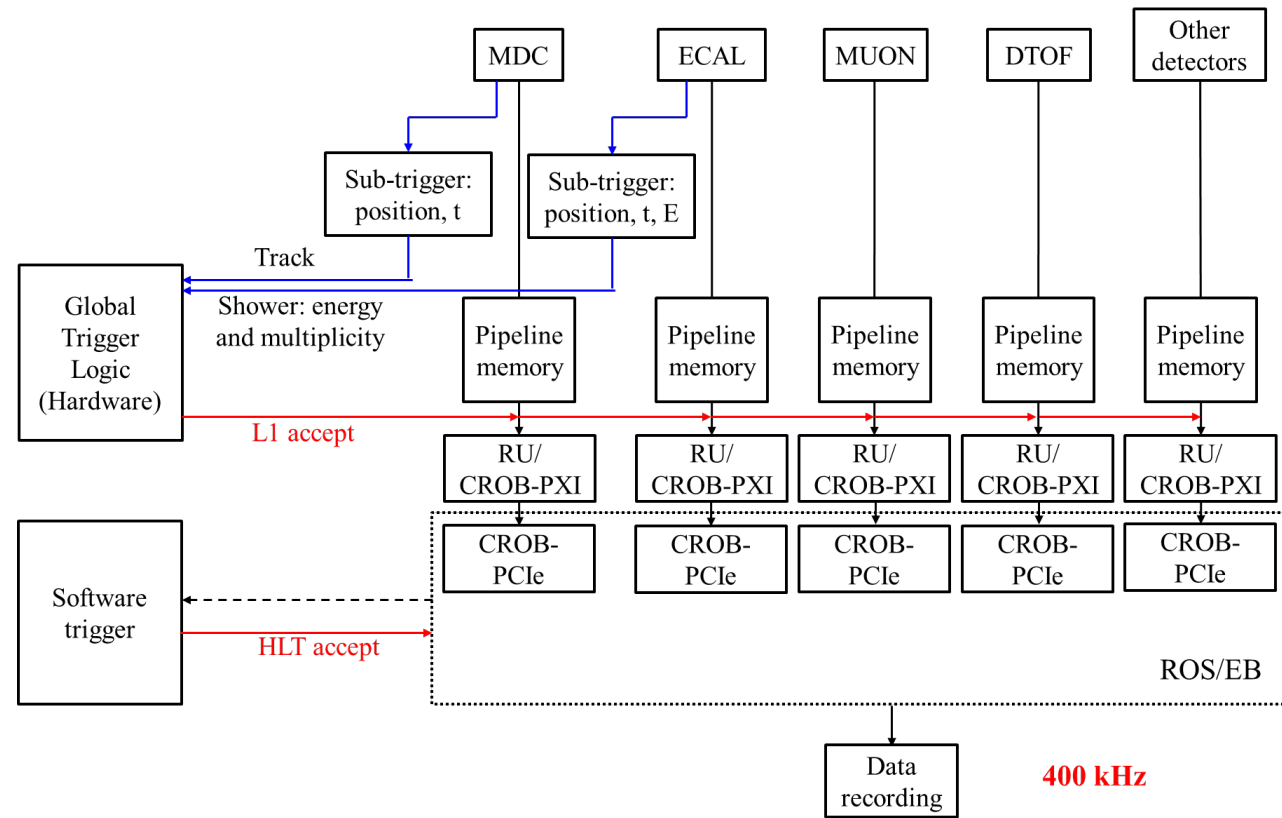 MDC
ECAL
MUON
DTOF
Other
detectors
Sub-trigger:
position, t
Sub-trigger:
position, t, E
Track
Shower: energy
and multiplicity
Global
Trigger
Logic
(Hardware)
Pipeline
memory
Pipeline
memory
Pipeline
memory
Pipeline
memory
Pipeline
memory
L1 accept
RU/
CROB-PXI
RU/
CROB-PXI
RU/
CROB-PXI
RU/
CROB-PXI
RU/
CROB-PXI
CROB-
PCIe
CROB-
PCIe
CROB-
PCIe
CROB-
PCIe
CROB-
PCIe
Software
trigger
HLT accept
ROS/EB
Data
recording
400 kHz